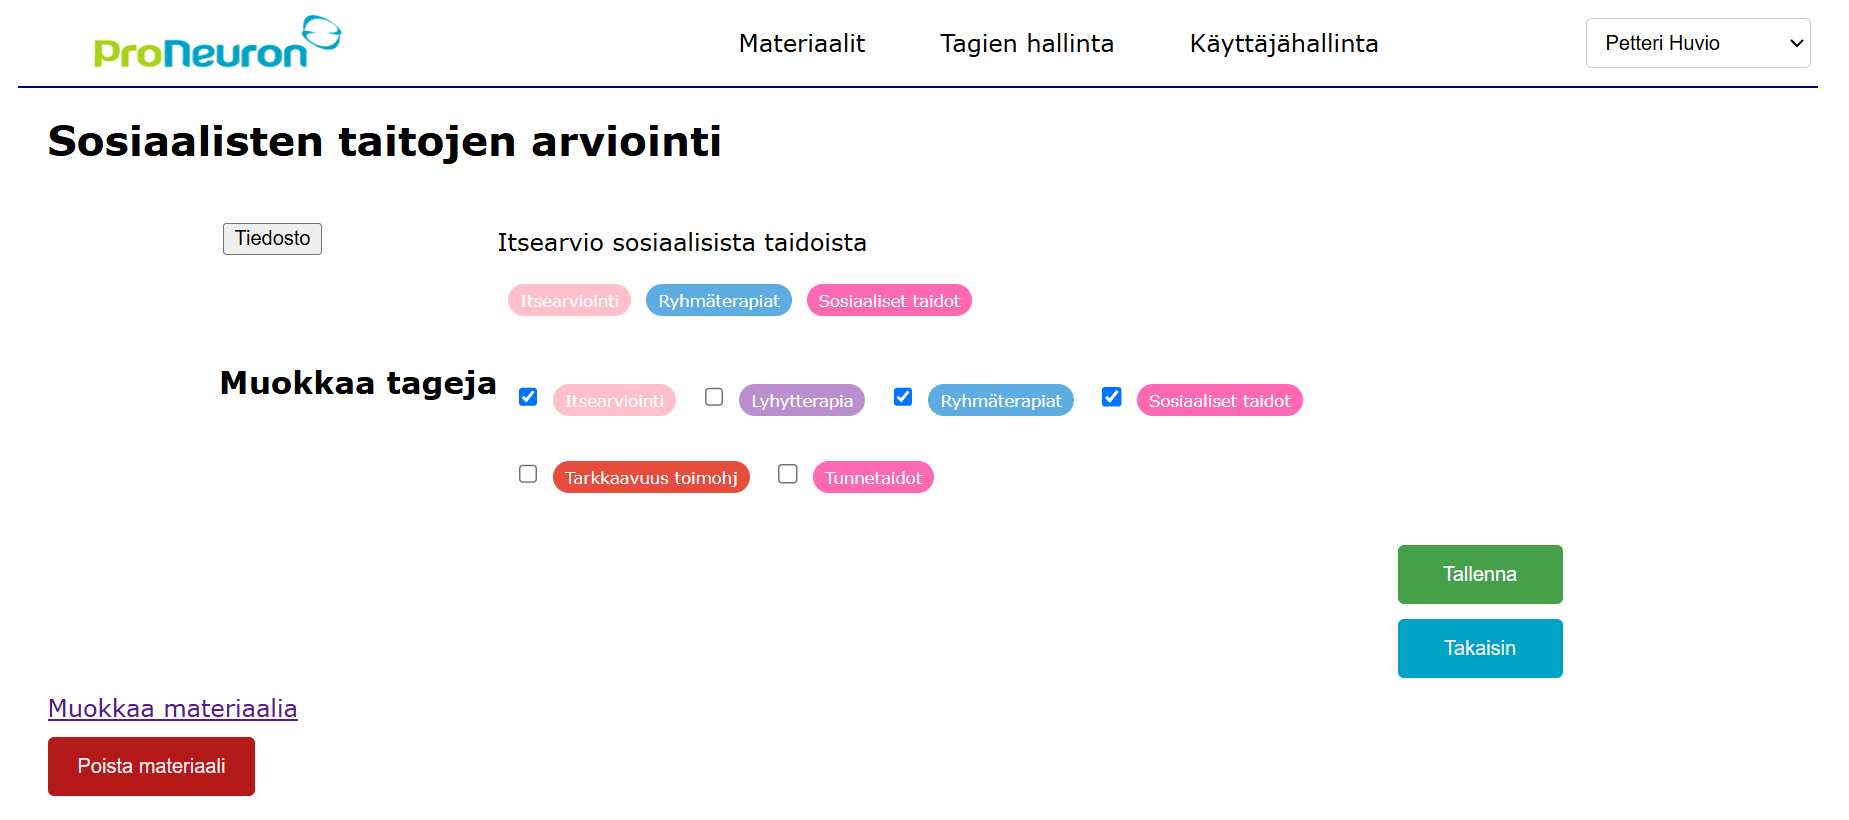 ProNeuron
Materiaalit Tagien hallinta Käyttäjähallinta Petteri Huvio
Sosiaalisten taitojen arviointi
Tiedosto Itsearvio sosiaalisista taidoista
Itsearviointi Ryhmäterapiat Sosiaaliset taidot
Muokkaa tageja Itsearviointi Lyhytterapia Ryhmäterapiat Sosiaaliset taidot
Tarkkaavuus toimohj Tunnetaidot
Tallenna
Takaisin
Muokkaa materiaalia
Poista materiaali